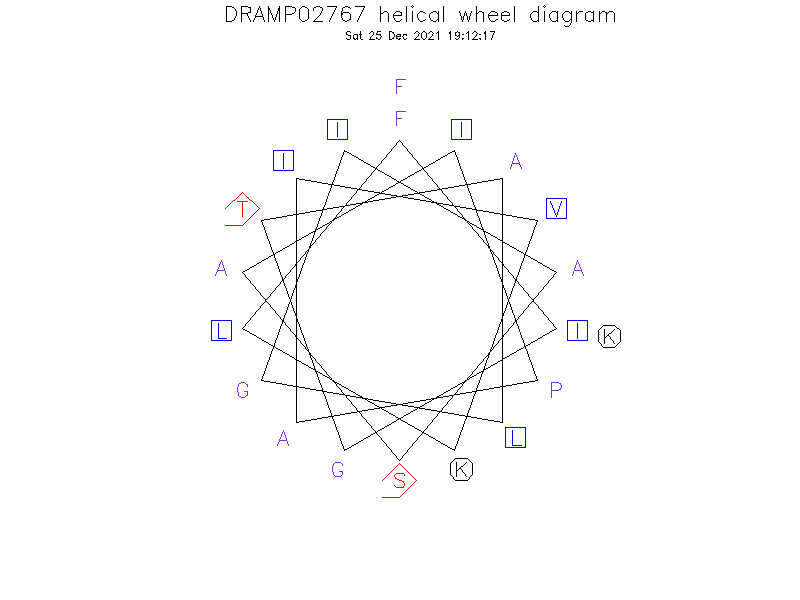 DRAMP02767 helical wheel diagram
Sat 25 Dec 2021 19:12:17
F
F
I I
I A
T V
A A
L I K
G P
A L
G K
S